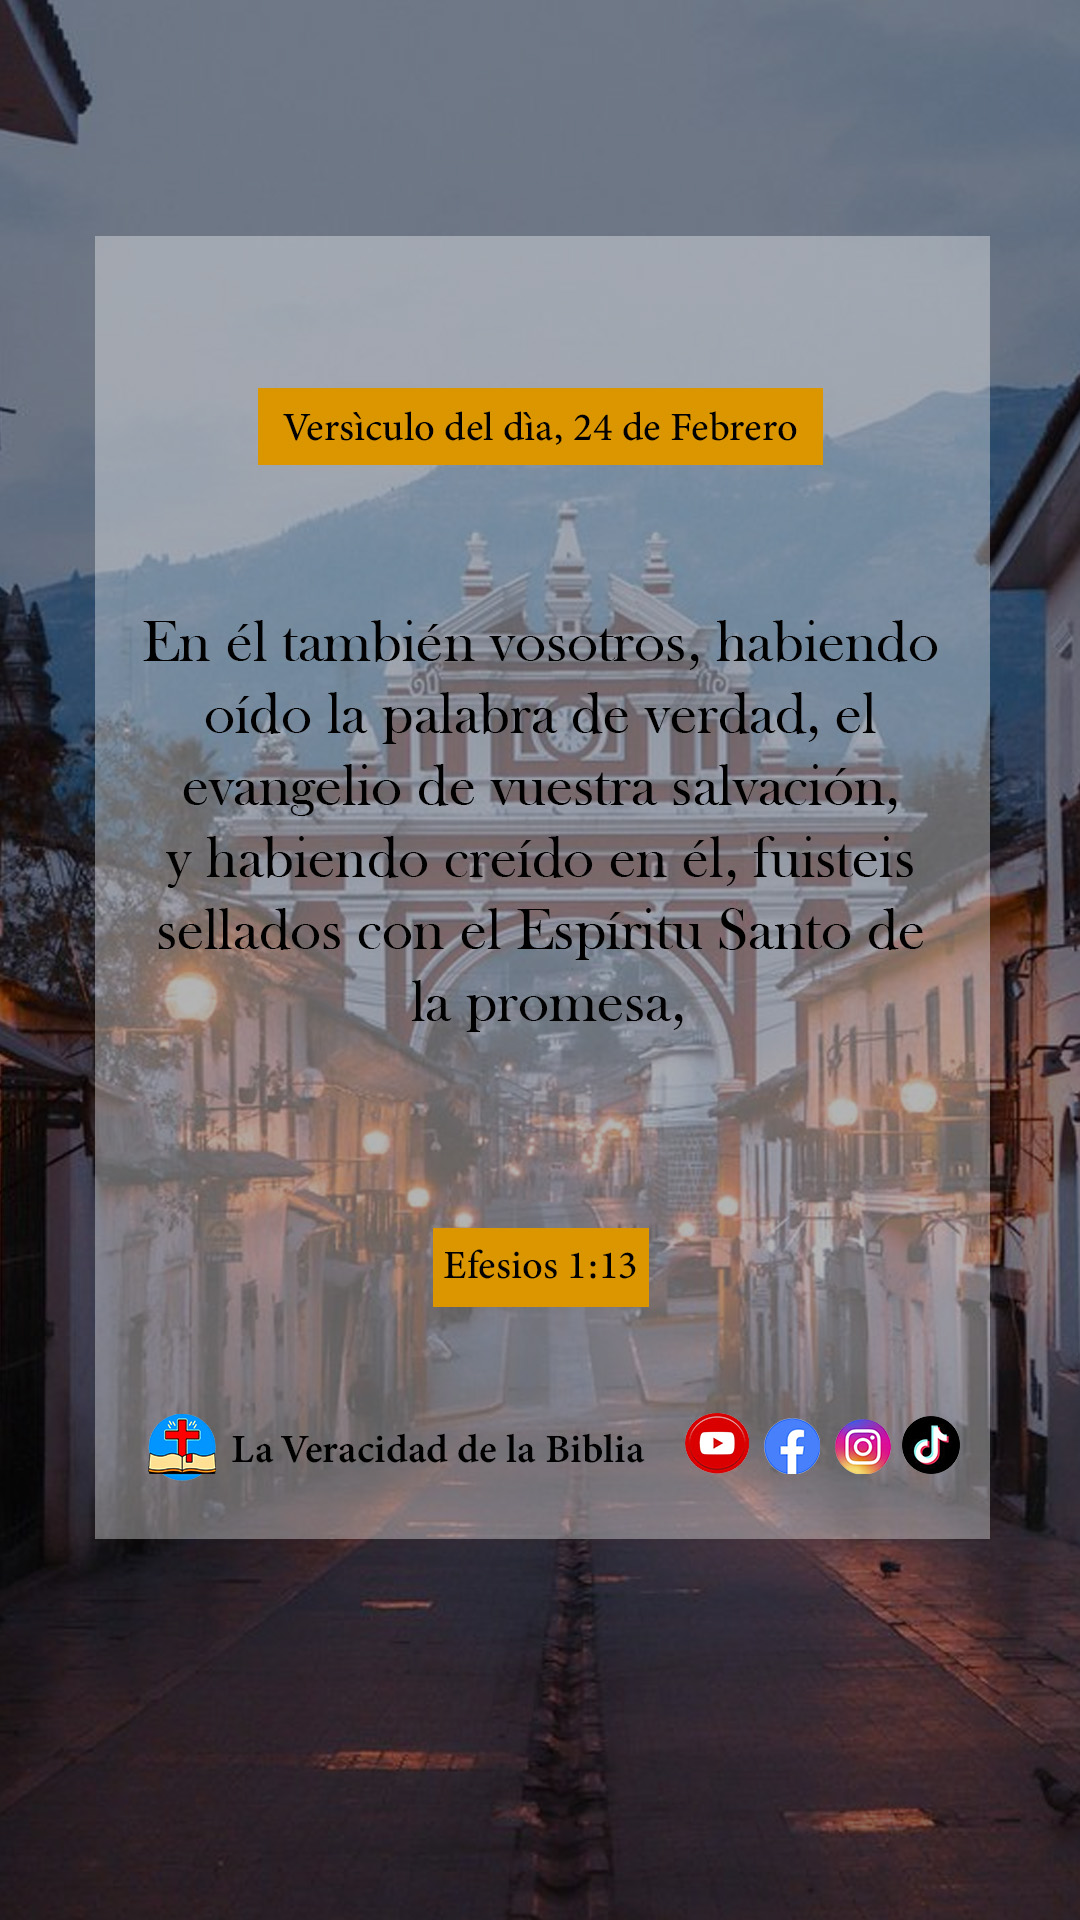 Versìculo del dìa, 24 de Febrero
En él también vosotros, habiendo
oído la palabra de verdad, el
evangelio de vuestra salvación,
y habiendo creído en él, fuisteis
sellados con el Espíritu Santo de
la promesa,
Efesios 1:13
La Veracidad de la Biblia